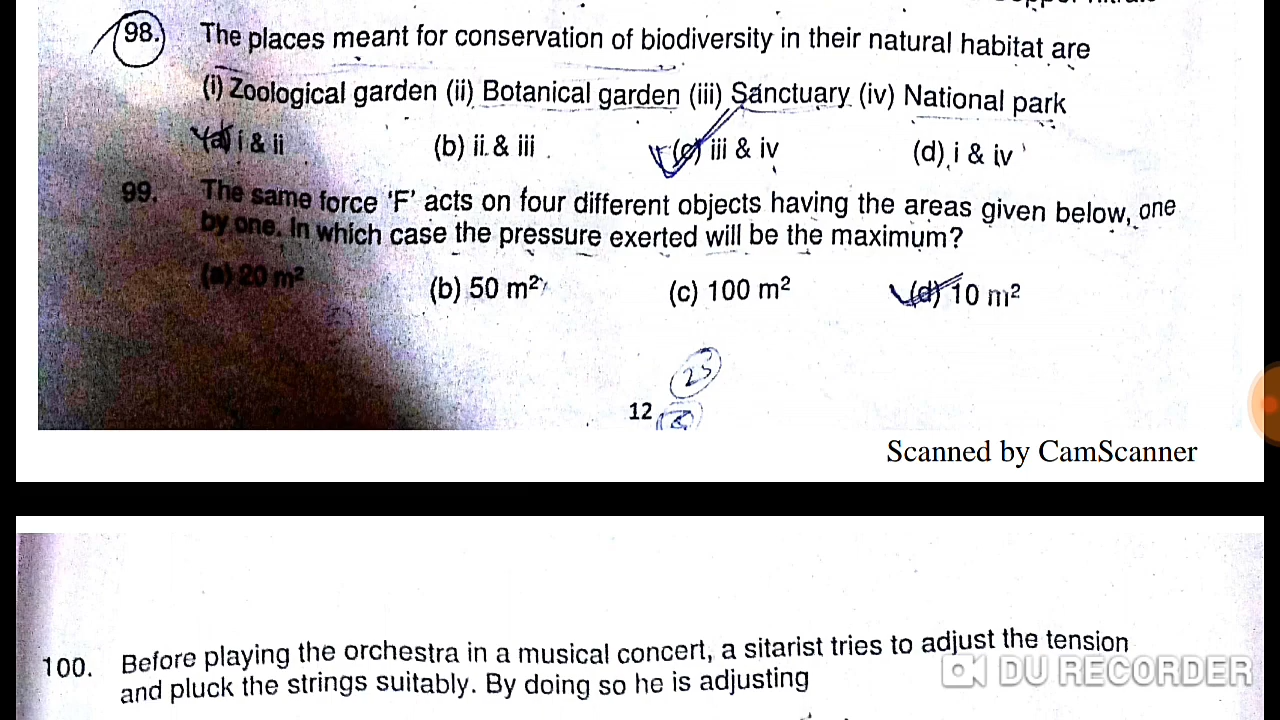 98. The places meant for conservation of biodiversity in their natural habitat are
(i) Zoological garden (ii) Botanical garden (iii) Sanctuary (iv) National park
(a) i & ii (b) ii & iii (c) iii & iv (d) i & iv
99. The same force ‘F’ acts on four different objects having the areas given below, one
by one. In which case the pressure exerted will be the maximum?
(a) 20 m² (b) 50 m² (c) 100 m² (d) 10 m²
25
12
Scanned by CamScanner
100. Before playing the orchestra in a musical concert, a sitarist tries to adjust the tension
and pluck the strings suitably. By doing so he is adjusting
DU RECORDER